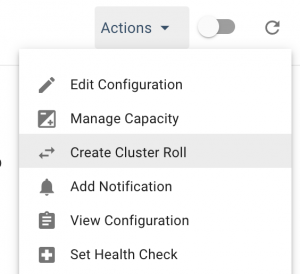 Actions
Edit Configuration
Manage Capacity
Create Cluster Roll
Add Notification
View Configuration
Set Health Check